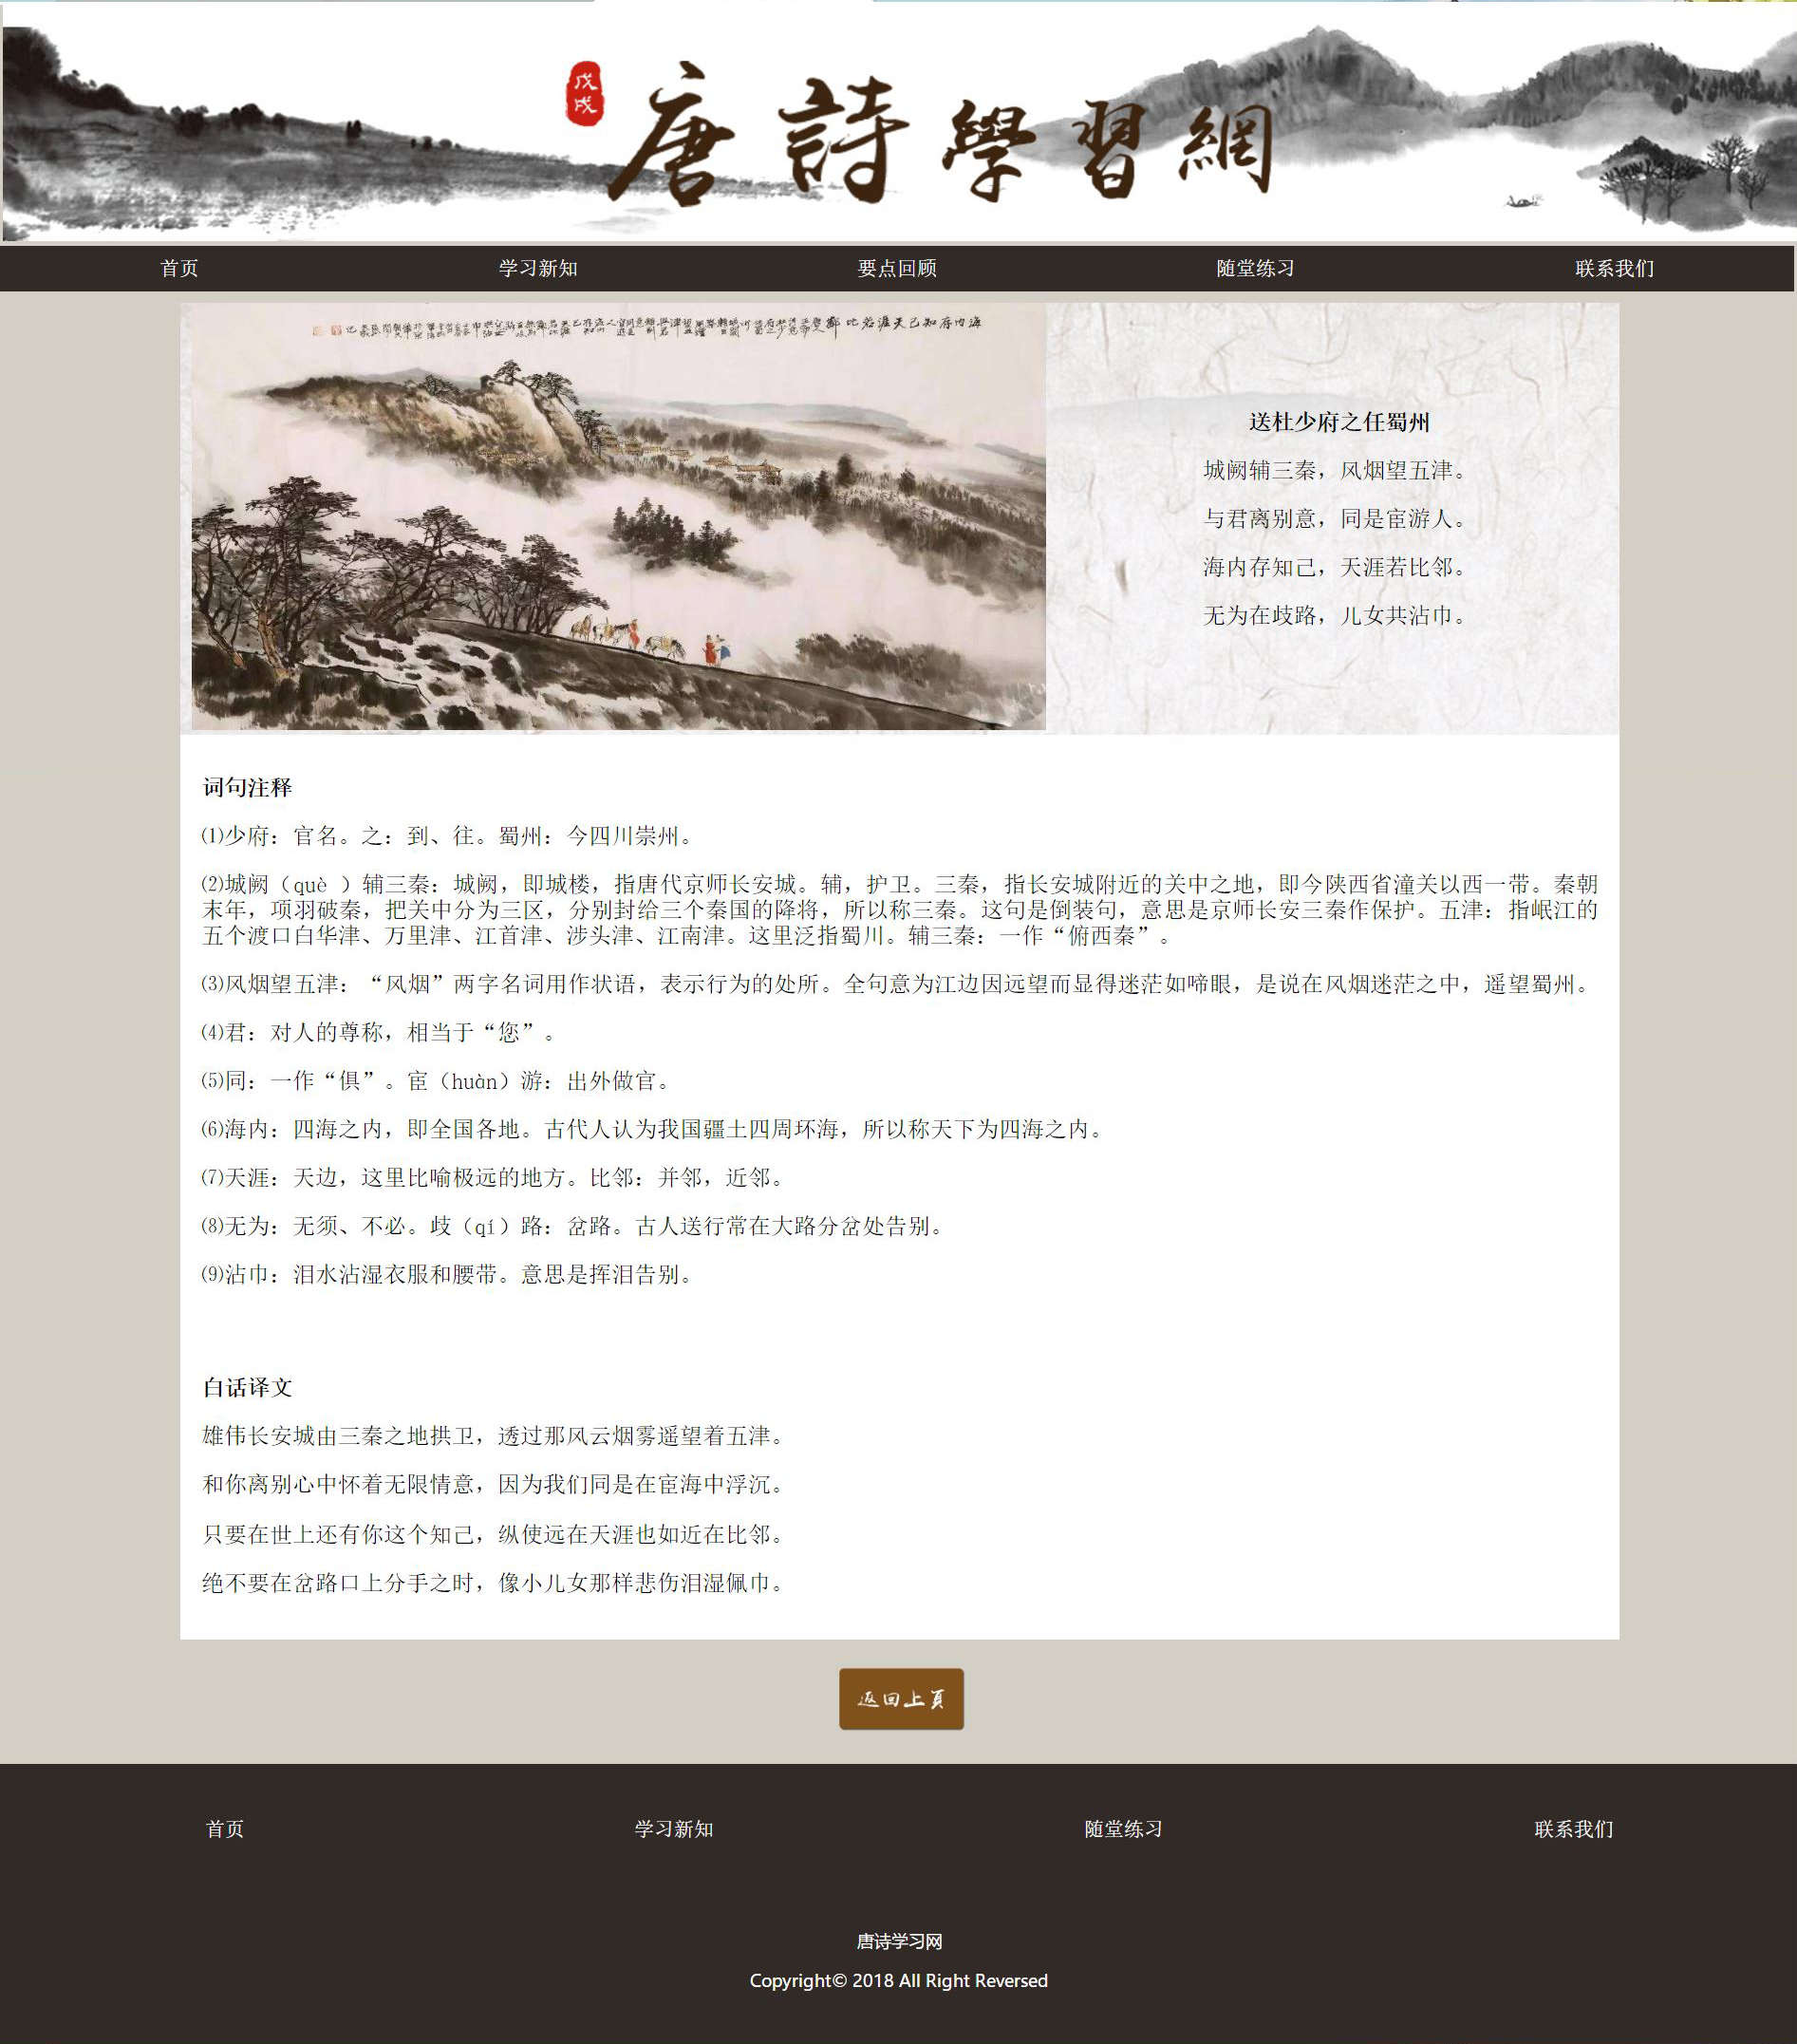 戊戌
唐詩學習網
首页 学习新知 要点回顾 随堂练习 联系我们
海内存知己天涯若比鄰
送杜少府之任蜀州
城阙辅三秦，风烟望五津。
与君离别意，同是宦游人。
海内存知己，天涯若比邻。
无为在歧路，儿女共沾巾。
词句注释
⑴少府：官名。之：到、往。蜀州：今四川崇州。
⑵城阙（què ）辅三秦：城阙，即城楼，指唐代京师长安城。辅，护卫。三秦，指长安城附近的关中之地，即今陕西省潼关以西一带。秦朝
末年，项羽破秦，把关中分为三区，分别封给三个秦国的降将，所以称三秦。这句是倒装句，意思是京师长安三秦作保护。五津：指岷江的
五个渡口白华津、万里津、江首津、涉头津、江南津。这里泛指蜀川。辅三秦：一作“俯西秦”。
⑶风烟望五津：“风烟”两字名词用作状语，表示行为的处所。全句意为江边因远望而显得迷茫如啼眼，是说在风烟迷茫之中，遥望蜀州。
⑷君：对人的尊称，相当于“您”。
⑸同：一作“俱”。宦（huàn）游：出外做官。
⑹海内：四海之内，即全国各地。古代人认为我国疆土四周环海，所以称天下为四海之内。
⑺天涯：天边，这里比喻极远的地方。比邻：并邻，近邻。
⑻无为：无须、不必。歧（qí）路：岔路。古人送行常在大路分岔处告别。
⑼沾巾：泪水沾湿衣服和腰带。意思是挥泪告别。
白话译文
雄伟长安城由三秦之地拱卫，透过那风云烟雾遥望着五津。
和你离别心中怀着无限情意，因为我们同是在宦海中浮沉。
只要在世上还有你这个知己，纵使远在天涯也如近在比邻。
绝不要在岔路口上分手之时，像小儿女那样悲伤泪湿佩巾。
返回上頁
首页 学习新知 随堂练习 联系我们
唐诗学习网
Copyright© 2018 All Right Reversed